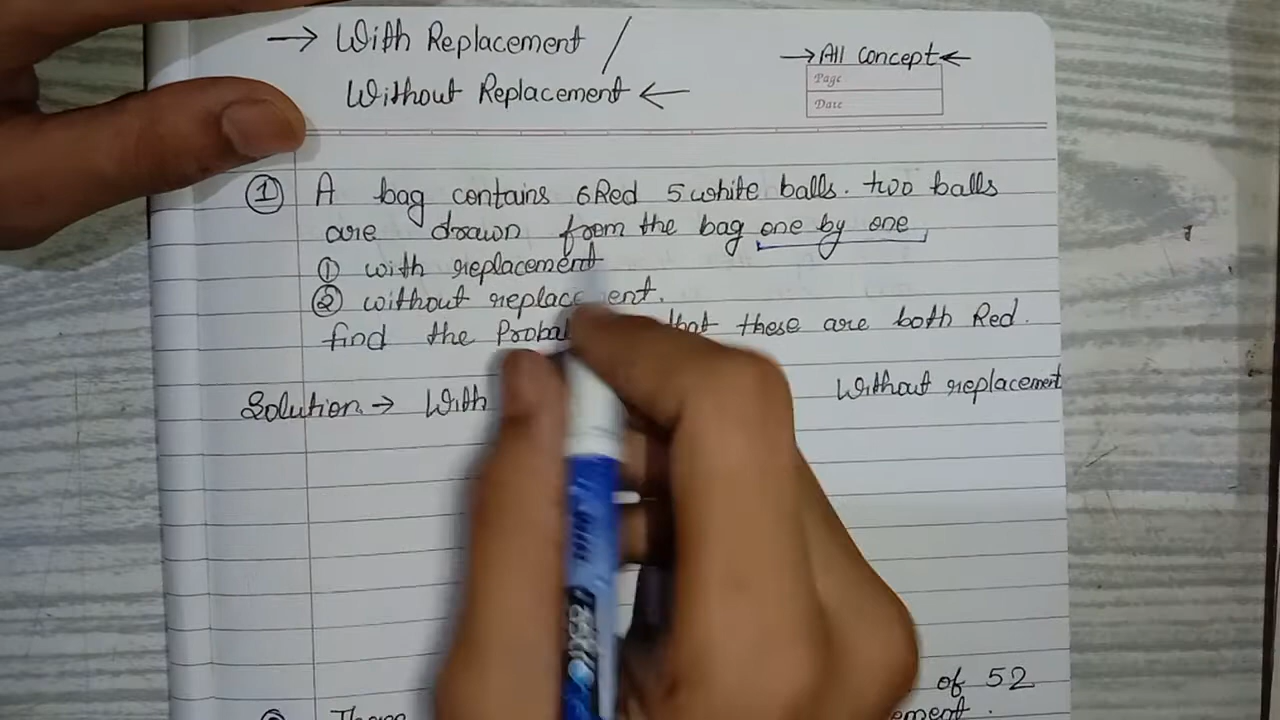 → With Replacement /
Without Replacement ←
→ All concept ←
Page
Date
① A bag contains 6 Red 5 white balls. two balls
are drawn from the bag one by one
① with replacement
② without replacement.
find the that these are both Red.
Solution → With
Without replacement
of 52